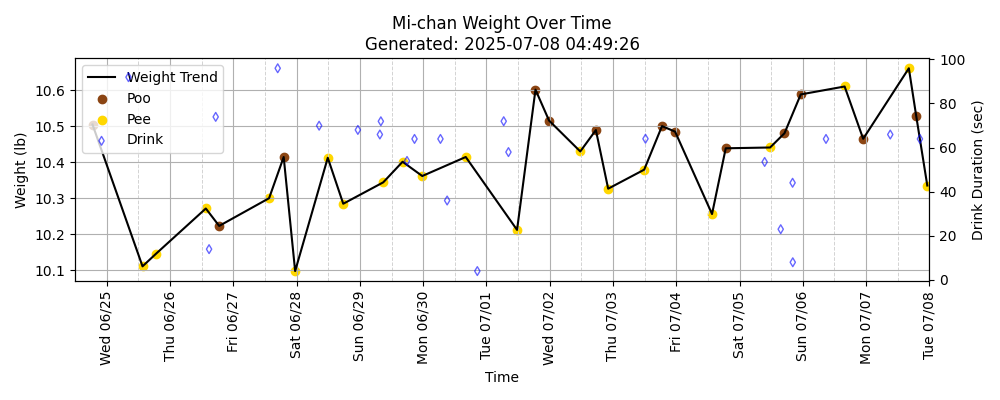 Mi-chan Weight Over Time
Generated: 2025-07-08 04:49:26
Weight Trend
Poo
Pee
Drink
Weight (lb)
10.6
10.5
10.4
10.3
10.2
10.1
100
80
60
40
20
0
Drink Duration (sec)
Wed 06/25
Thu 06/26
Fri 06/27
Sat 06/28
Sun 06/29
Mon 06/30
Tue 07/01
Wed 07/02
Thu 07/03
Fri 07/04
Sat 07/05
Sun 07/06
Mon 07/07
Tue 07/08
Time